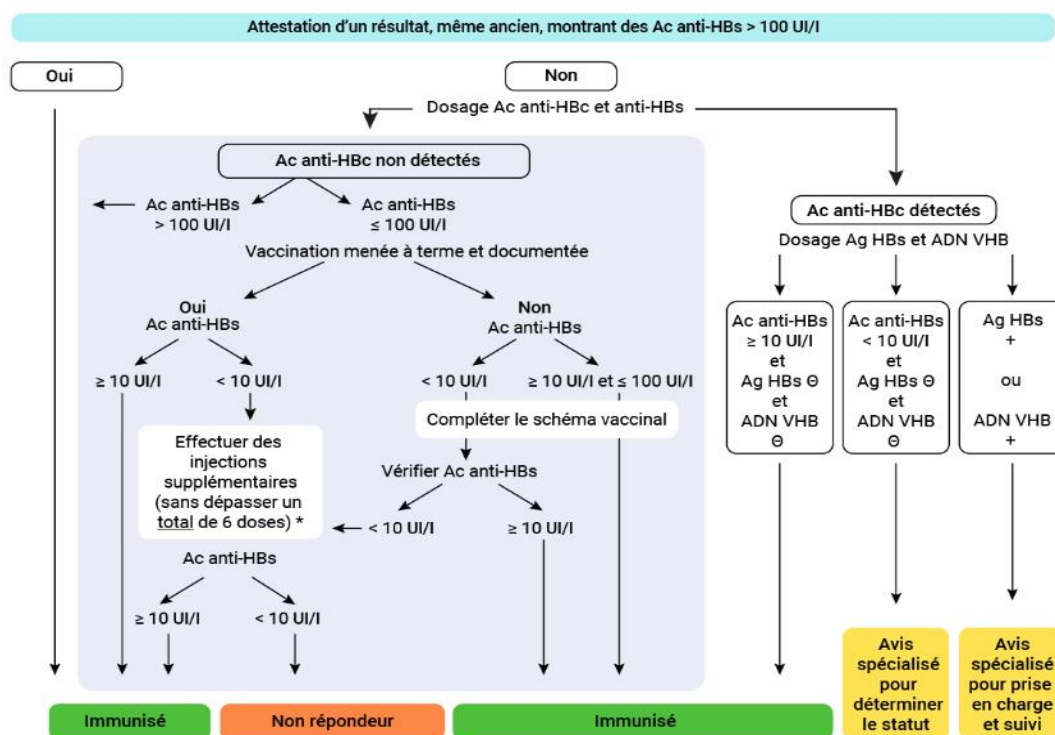 Attestation d'un résultat, même ancien, montrant des Ac anti-HBs > 100 UI/l
Oui
Non
Dosage Ac anti-HBc et anti-HBs
Ac anti-HBc non détectés
Ac anti-HBs
> 100 UI/l
Ac anti-HBs
≤ 100 UI/l
Vaccination menée à terme et documentée
Oui
Ac anti-HBs
≥ 10 UI/l
< 10 UI/l
Effectuer des
injections
supplémentaires
(sans dépasser un
total de 6 doses) *
Ac anti-HBs
≥ 10 UI/l
< 10 UI/l
Non
Ac anti-HBs
< 10 UI/l
≥ 10 UI/l et ≤ 100 UI/l
Compléter le schéma vaccinal
Vérifier Ac anti-HBs
< 10 UI/l
≥ 10 UI/l
Ac anti-HBc détectés
Dosage Ag HBs et ADN VHB
Ac anti-HBs
≥ 10 UI/l
et
Ag HBs Θ
et
ADN VHB
Θ
Ac anti-HBs
< 10 UI/l
et
Ag HBs Θ
et
ADN VHB
Θ
Ag HBs
+
ou
ADN VHB
+
Immunisé
Non répondeur
Immunisé
Avis
spécialisé
pour
déterminer
le statut
Avis
spécialisé
pour prise
en charge
et suivi